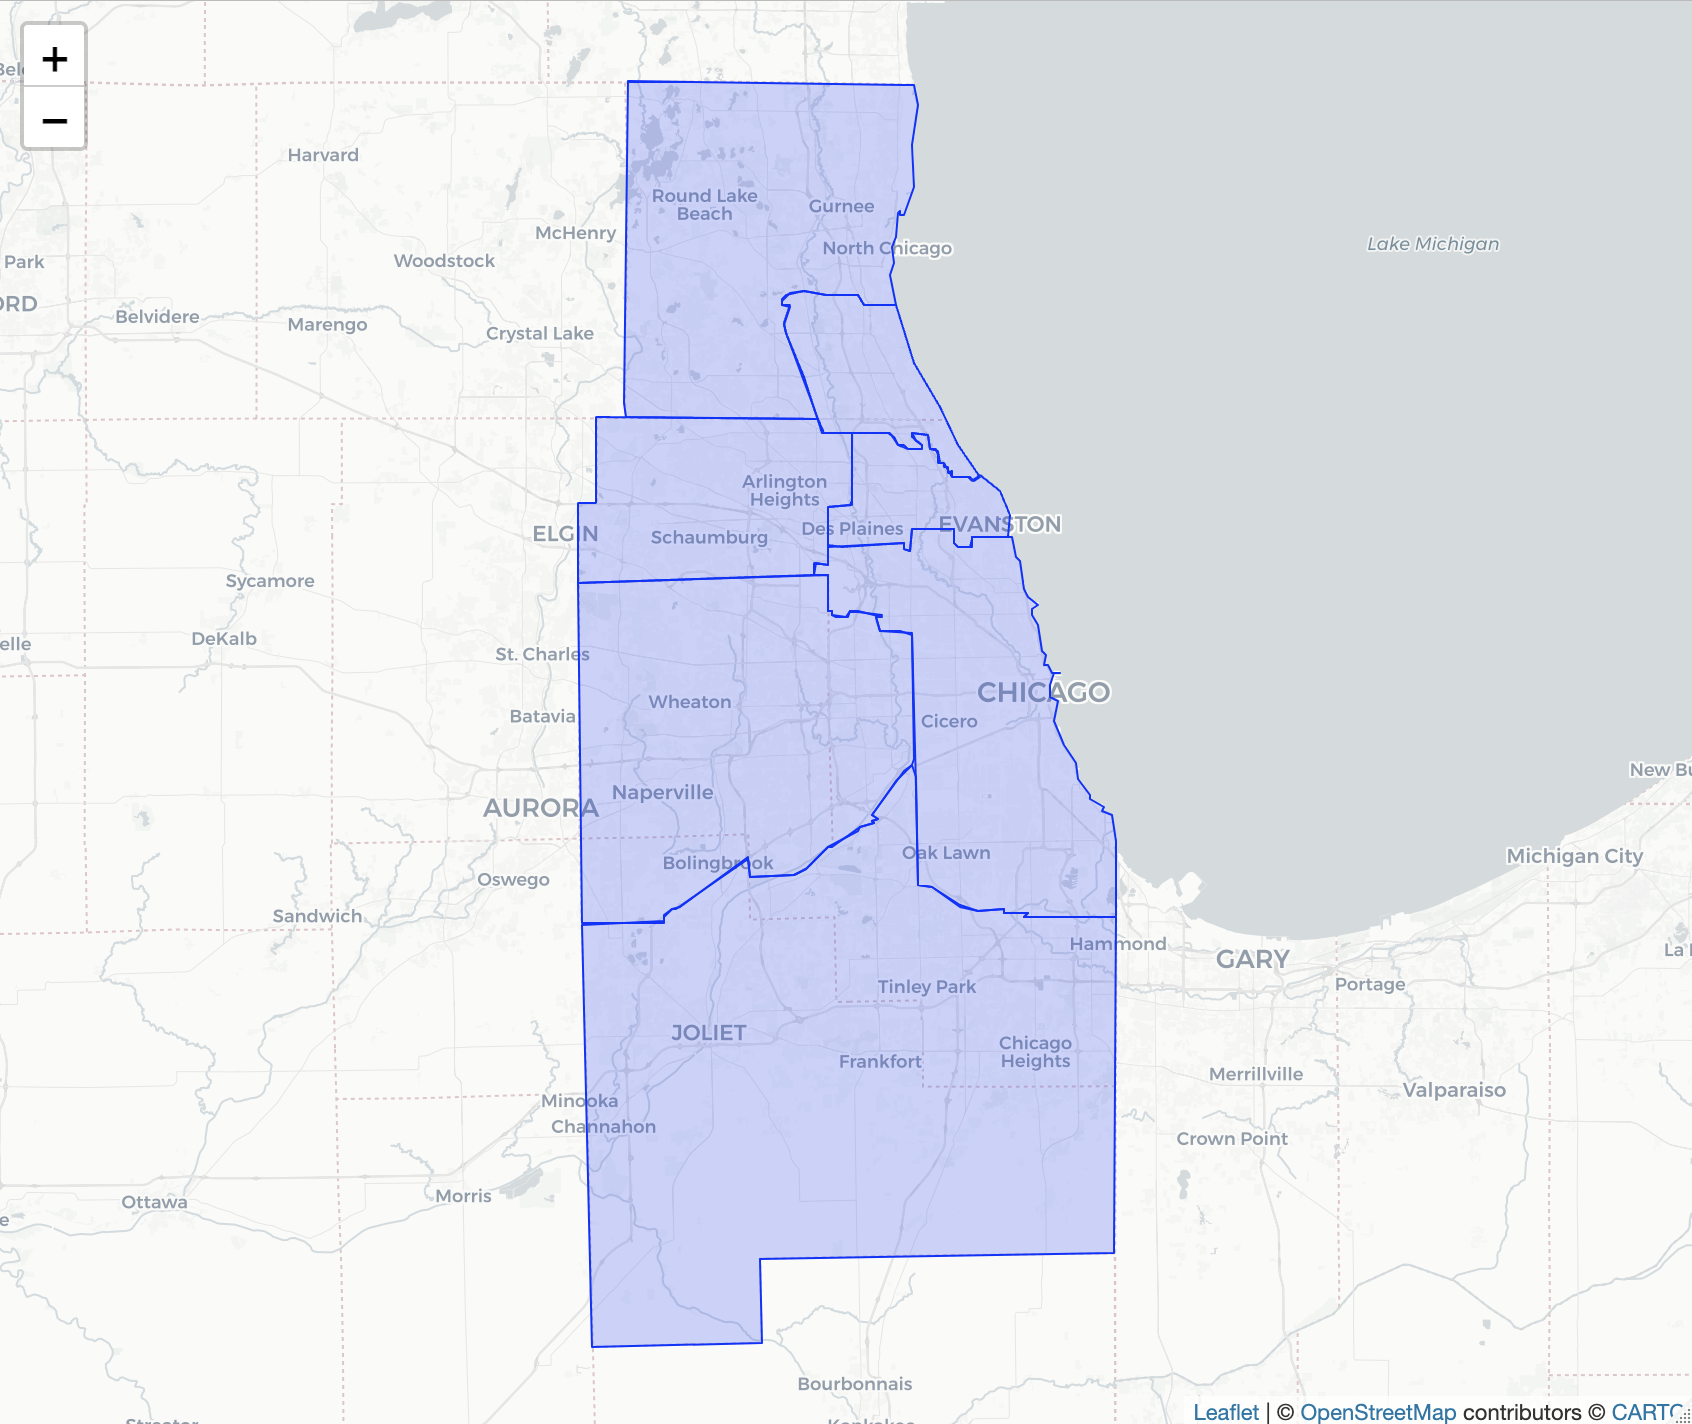 +
−
Harvard
Round Lake
Beach
Gurnee
McHenry
North Chicago
Lake Michigan
Woodstock
Park
ORD
Belvidere
Marengo
Crystal Lake
Arlington
Heights
ELGIN
Schaumburg
Des Plaines
EVANSTON
Sycamore
DeKalb
elle
St. Charles
CHICAGO
Wheaton
Batavia
Cicero
New Bu
Naperville
AURORA
Oak Lawn
Michigan City
Bolingbrook
Oswego
Sandwich
Hammond
La
GARY
Portage
Tinley Park
JOLIET
Chicago
Heights
Frankfort
Merrillville
Valparaiso
Minooka
Channahon
Crown Point
Morris
Ottawa
e
Bourbonnais
Leaflet | © OpenStreetMap contributors © CARTO